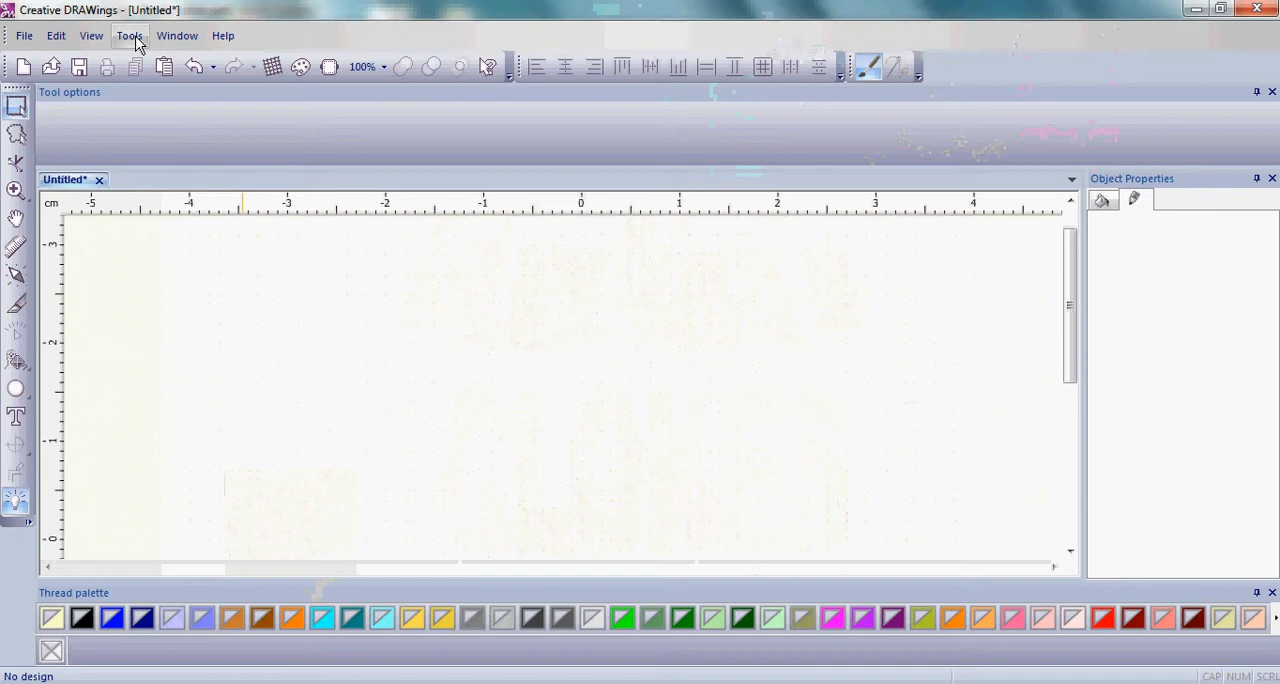 Creative DRAWings - [Untitled*]
File Edit View Tools Window Help
100%
Tool options
Untitled*
Object Properties
cm -5 -4 -3 -2 -1 0 1 2 3 4
3
2
1
0
Thread palette
No design CAP NUM SCRL